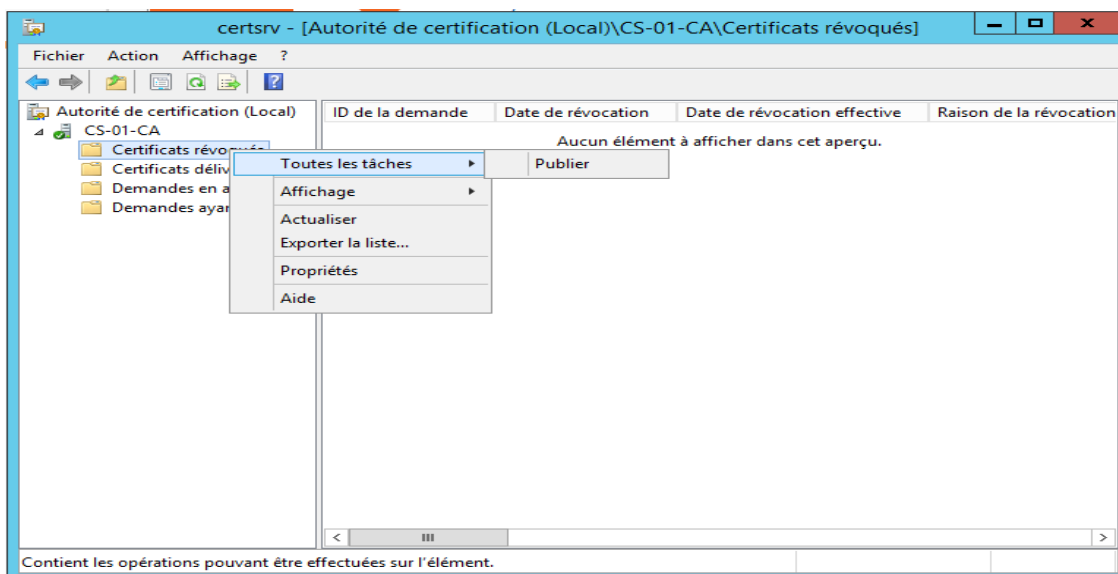 certsrv - [Autorité de certification (Local)\CS-01-CA\Certificats révoqués]
Fichier Action Affichage ?
Autorité de certification (Local)
CS-01-CA
Certificats
Certificats
Demandes en
Demandes
ID de la demande Date de révocation Date de révocation effective Raison de la révocation
Aucun élément à afficher dans cet aperçu.
Toutes les tâches
Publier
Affichage
Actualiser
Exporter la liste...
Propriétés
Aide
Contient les opérations pouvant être effectuées sur l'élément.